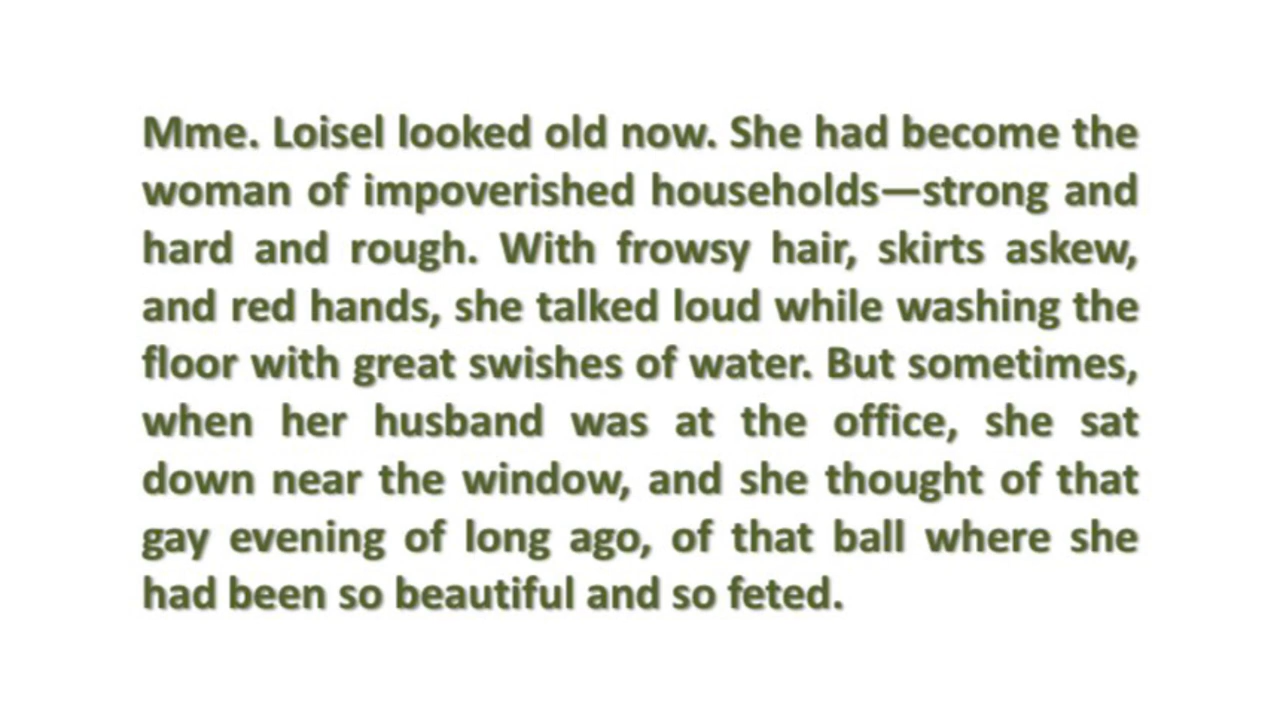 Mme. Loisel looked old now. She had become the
woman of impoverished households—strong and
hard and rough. With frowsy hair, skirts askew,
and red hands, she talked loud while washing the
floor with great swishes of water. But sometimes,
when her husband was at the office, she sat
down near the window, and she thought of that
gay evening of long ago, of that ball where she
had been so beautiful and so feted.